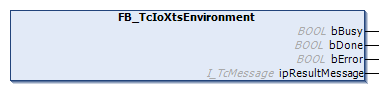 FB_TcIoXtsEnvironment
BOOL bBusy
BOOL bDone
BOOL bError
I_TcMessage ipResultMessage